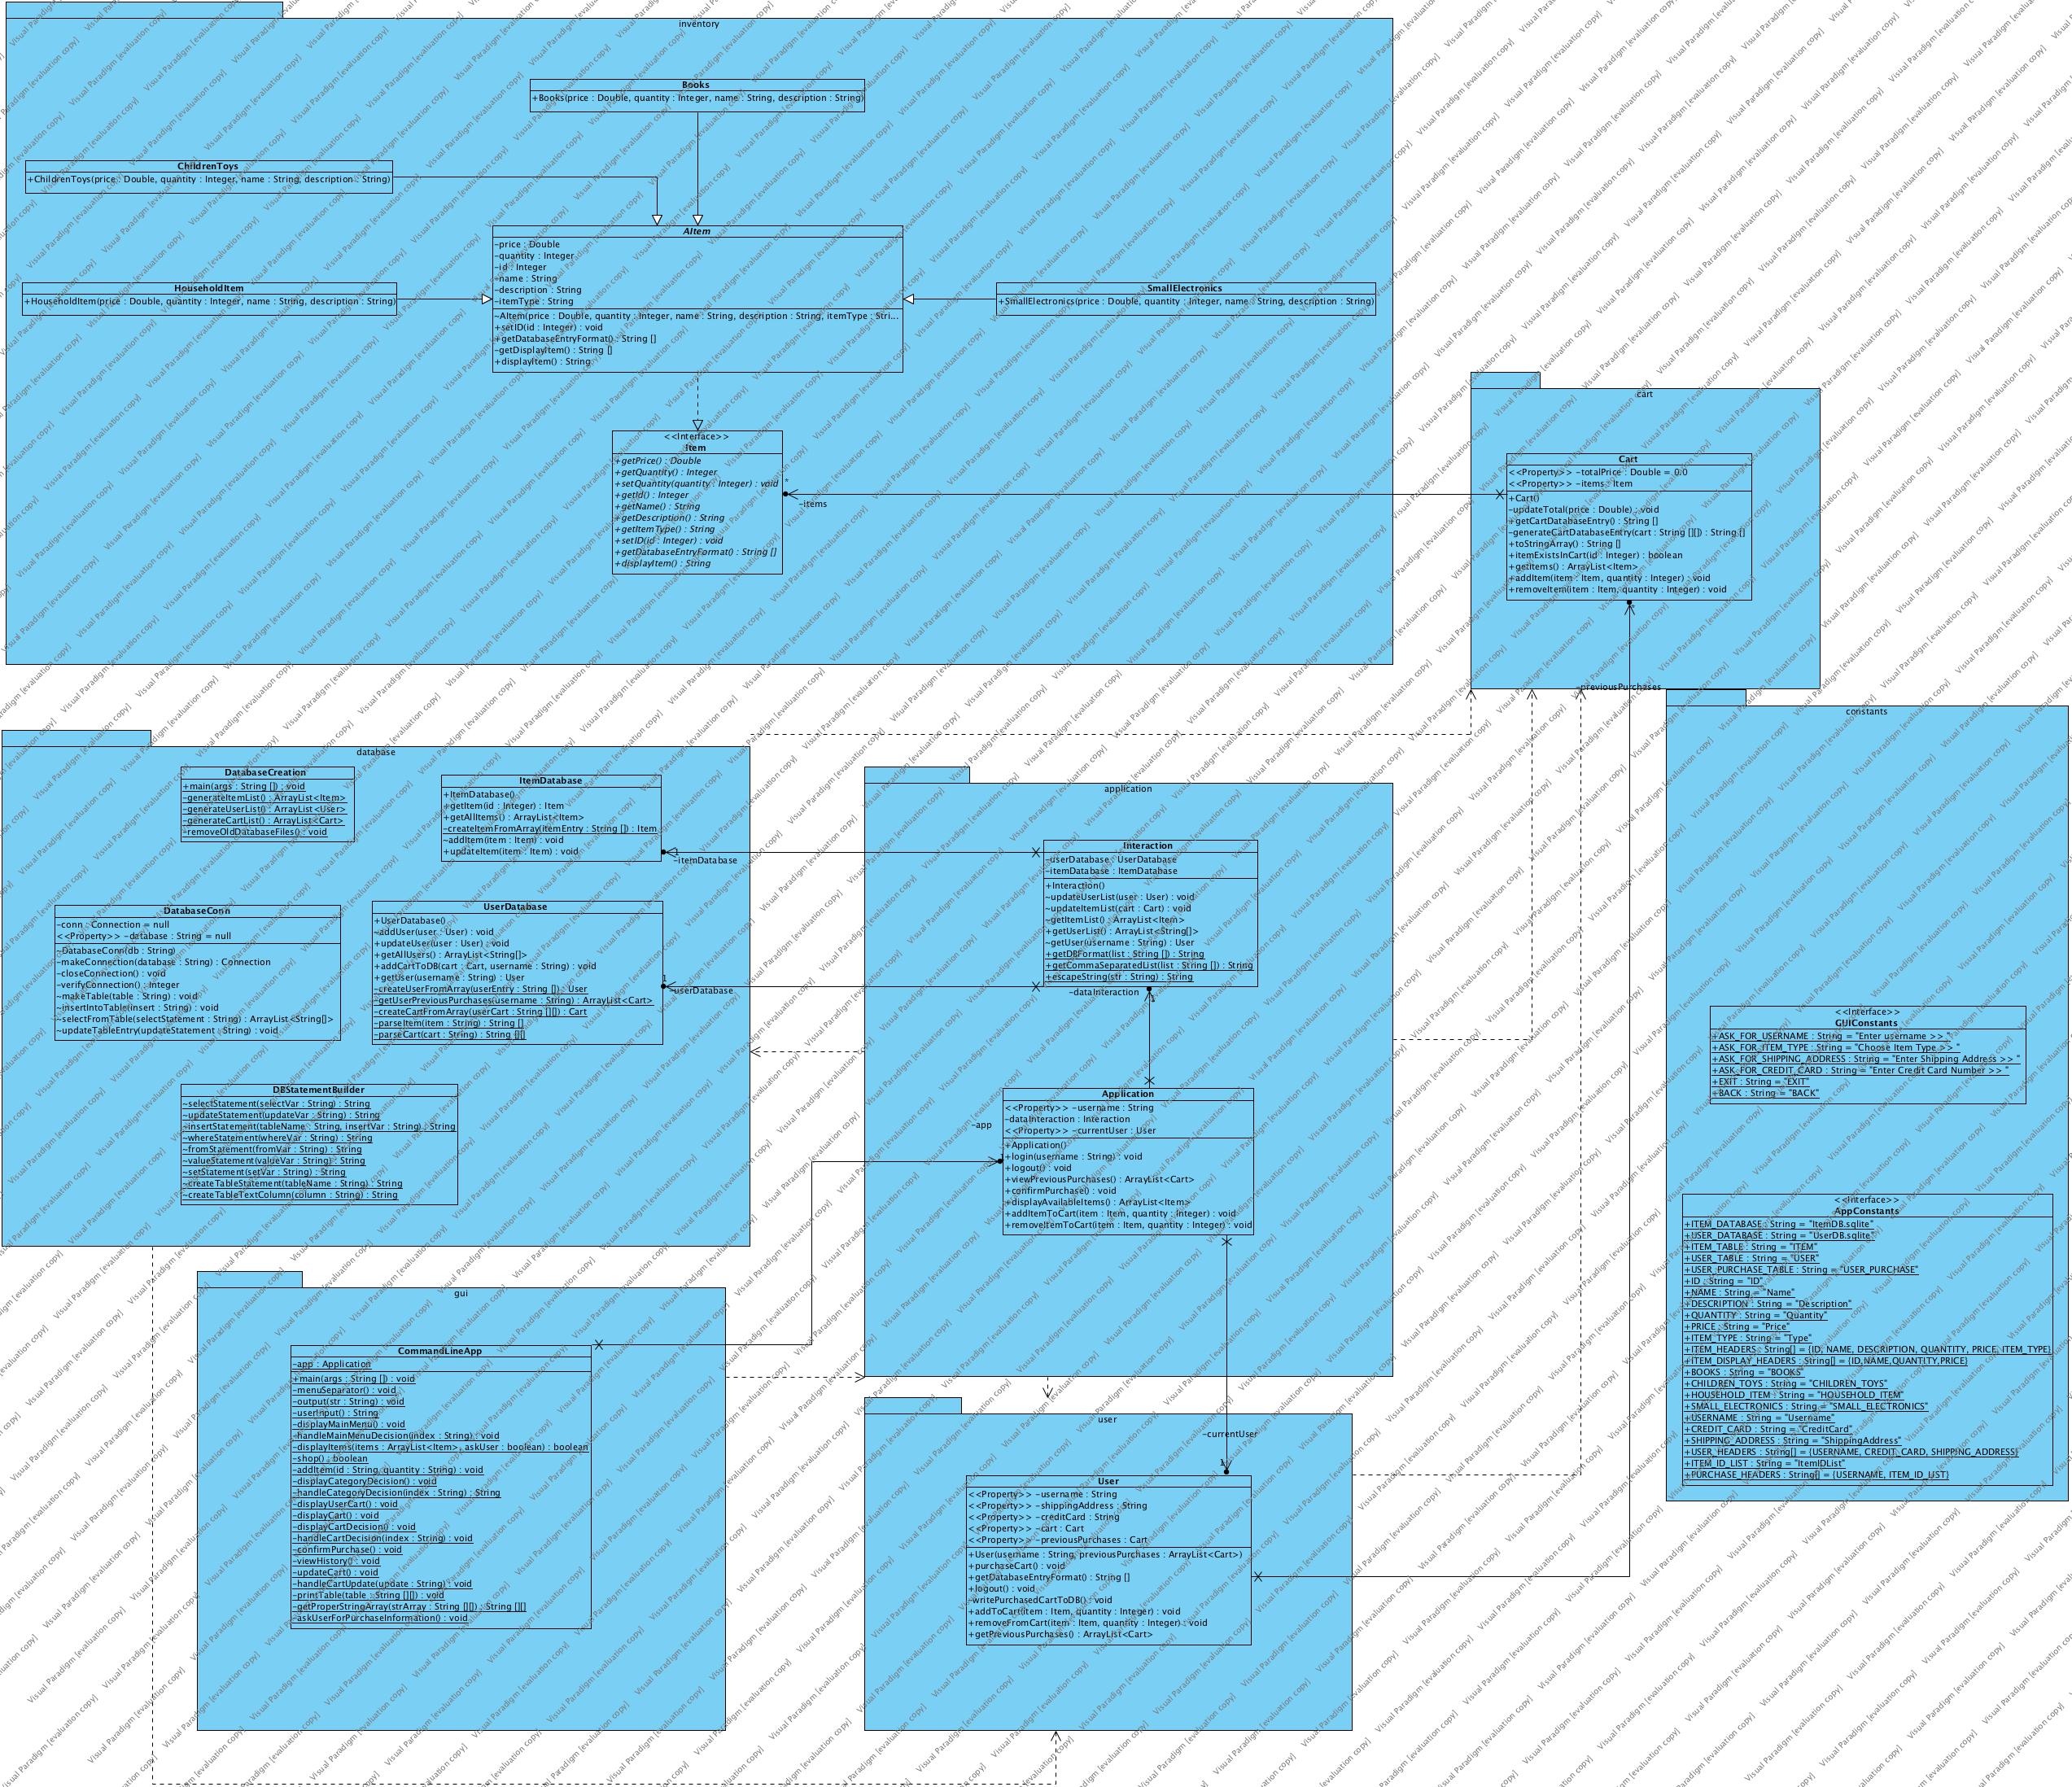 inventory
Books
+Books(price : Double, quantity : Integer, name : String, description : String)
ChildrenToys
+ChildrenToys(price : Double, quantity : Integer, name : String, description : String)
AItem
-price : Double
-quantity : Integer
-id : Integer
-name : String
-description : String
-itemType : String
~AItem(price : Double, quantity : Integer, name : String, description : String, itemType : Stri...
+setID(id : Integer) : void
+getDatabaseEntryFormat() : String []
-getDisplayItem() : String []
+displayItem() : String
HouseholdItem
+HouseholdItem(price : Double, quantity : Integer, name : String, description : String)
SmallElectronics
+SmallElectronics(price : Double, quantity : Integer, name : String, description : String)
<<Interface>>
Item
+getPrice() : Double
+getQuantity() : Integer
+setQuantity(quantity : Integer) : void
+getId() : Integer
+getName() : String
+getDescription() : String
+getItemType() : String
+setID(id : Integer) : void
+getDatabaseEntryFormat() : String []
+displayItem() : String
*
-items
cart
Cart
<<Property>> -totalPrice : Double = 0.0
<<Property>> -items : Item
+Cart()
-updateTotal(price : Double) : void
+getCartDatabaseEntry() : String []
-generateCartDatabaseEntry(cart : String [][]) : String []
+toStringArray() : String []
+itemExistsInCart(id : Integer) : boolean
+getItems() : ArrayList<Item>
+addItem(item : Item, quantity : Integer) : void
+removeItem(item : Item, quantity : Integer) : void
-previousPurchases
database
DatabaseCreation
+main(args : String []) : void
-generateItemList() : ArrayList<Item>
-generateUserList() : ArrayList<User>
-generateCartList() : ArrayList<Cart>
-removeOldDatabaseFiles() : void
ItemDatabase
+ItemDatabase()
+getItem(id : Integer) : Item
+getAllItems() : ArrayList<Item>
-createItemFromArray(itemEntry : String []) : Item
~addItem(item : Item) : void
+updateItem(item : Item) : void
-itemDatabase
DatabaseConn
-conn : Connection = null
<<Property>> -database : String = null
~DatabaseConn(db : String)
-makeConnection(database : String) : Connection
-closeConnection() : void
-verifyConnection() : Integer
~makeTable(table : String) : void
~insertIntoTable(insert : String) : void
~selectFromTable(selectStatement : String) : ArrayList<String[]>
~updateTableEntry(updateStatement : String) : void
UserDatabase
+UserDatabase()
~addUser(user : User) : void
+updateUser(user : User) : void
+getAllUsers() : ArrayList<String[]>
+addCartToDB(cart : Cart, username : String) : void
+getUser(username : String) : User
-createUserFromArray(userEntry : String []) : User
-getUserPreviousPurchases(username : String) : ArrayList<Cart>
-createCartFromArray(userCart : String [][]) : Cart
-parseItem(item : String) : String []
-parseCart(cart : String) : String [][]
1
-userDatabase
DBStatementBuilder
~selectStatement(selectVar : String) : String
~updateStatement(updateVar : String) : String
~insertStatement(tableName : String, insertVar : String) : String
~whereStatement(whereVar : String) : String
~fromStatement(fromVar : String) : String
~valueStatement(valueVar : String) : String
~setStatement(setVar : String) : String
~createTableStatement(tableName : String) : String
~createTableTextColumn(column : String) : String
application
Interaction
-userDatabase : UserDatabase
-itemDatabase : ItemDatabase
+Interaction()
~updateUserList(user : User) : void
~updateItemList(cart : Cart) : void
~getItemList() : ArrayList<Item>
+getUserList() : ArrayList<String[]>
~getUser(username : String) : User
+getDBFormat(list : String []) : String
+getCommaSeparatedList(list : String []) : String
+escapeString(str : String) : String
-dataInteraction
1
Application
<<Property>> -username : String
-dataInteraction : Interaction
<<Property>> -currentUser : User
+Application()
+login(username : String) : void
+logout() : void
+viewPreviousPurchases() : ArrayList<Cart>
+confirmPurchase() : void
+displayAvailableItems() : ArrayList<Item>
+addItemToCart(item : Item, quantity : Integer) : void
+removeItemToCart(item : Item, quantity : Integer) : void
-app
constants
<<Interface>>
GUIConstants
+ASK_FOR_USERNAME : String = "Enter username >> "
+ASK_FOR_ITEM_TYPE : String = "Choose Item Type >> "
+ASK_FOR_SHIPPING_ADDRESS : String = "Enter Shipping Address >> "
+ASK_FOR_CREDIT_CARD : String = "Enter Credit Card Number >> "
+EXIT : String = "EXIT"
+BACK : String = "BACK"
<<Interface>>
AppConstants
+ITEM_DATABASE : String = "ItemDB.sqlite"
+USER_DATABASE : String = "UserDB.sqlite"
+ITEM_TABLE : String = "ITEM"
+USER_TABLE : String = "USER"
+USER_PURCHASE_TABLE : String = "USER_PURCHASE"
+ID : String = "ID"
+NAME : String = "Name"
+DESCRIPTION : String = "Description"
+QUANTITY : String = "Quantity"
+PRICE : String = "Price"
+ITEM_TYPE : String = "Type"
+ITEM_HEADERS : String[] = {ID, NAME, DESCRIPTION, QUANTITY, PRICE, ITEM_TYPE}
+ITEM_DISPLAY_HEADERS : String[] = {ID,NAME,QUANTITY,PRICE}
+BOOKS : String = "BOOKS"
+CHILDREN_TOYS : String = "CHILDREN_TOYS"
+HOUSEHOLD_ITEM : String = "HOUSEHOLD_ITEM"
+SMALL_ELECTRONICS : String = "SMALL_ELECTRONICS"
+USERNAME : String = "Username"
+CREDIT_CARD : String = "CreditCard"
+SHIPPING_ADDRESS : String = "ShippingAddress"
+USER_HEADERS : String[] = {USERNAME, CREDIT_CARD, SHIPPING_ADDRESS}
+ITEM_ID_LIST : String = "ItemIDList"
+PURCHASE_HEADERS : String[] = {USERNAME, ITEM_ID_LIST}
gui
CommandLineApp
-app : Application
+main(args : String []) : void
-menuSeparator() : void
-output(str : String) : void
-userInput() : String
-displayMainMenu() : void
-handleMainMenuDecision(index : String) : void
-displayItems(items : ArrayList<Item>, askUser : boolean) : boolean
-shop() : boolean
-addItem(id : String, quantity : String) : void
-displayCategoryDecision() : void
-handleCategoryDecision(index : String) : String
-displayUserCart() : void
-displayCart() : void
-displayCartDecision() : void
-handleCartDecision(index : String) : void
-confirmPurchase() : void
-viewHistory() : void
-updateCart() : void
-handleCartUpdate(update : String) : void
-printTable(table : String [][]) : void
-getProperStringArray(strArray : String [][]) : String [][]
-askUserForPurchaseInformation() : void
user
-currentUser
1
User
<<Property>> -username : String
<<Property>> -shippingAddress : String
<<Property>> -creditCard : String
<<Property>> -cart : Cart
<<Property>> -previousPurchases : Cart
+User(username : String, previousPurchases : ArrayList<Cart>)
+purchaseCart() : void
+getDatabaseEntryFormat() : String []
+logout() : void
-writePurchasedCartToDB() : void
+addToCart(item : Item, quantity : Integer) : void
+removeFromCart(item : Item, quantity : Integer) : void
+getPreviousPurchases() : ArrayList<Cart>
Visual Paradigm [evaluation copy]